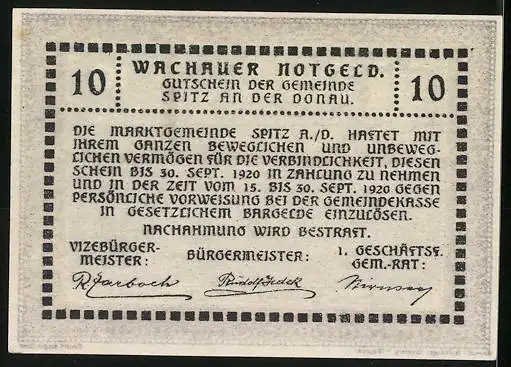 10 WACHAUER NOTGELD. 10
GUTSCHEIN DER GEMEINDE
SPITZ AN DER DONAU.
DIE MARKTGEMEINDE SPITZ A./D. HAFTET MIT
IHREM GANZEN BEWEGLICHEN UND UNBEWEG-
LICHEN VERMÖGEN FÜR DIE VERBINDLICHKEIT, DIESEN
SCHEIN BIS 30. SEPT. 1920 IN ZAHLUNG ZU NEHMEN
UND IN DER ZEIT VOM 15. BIS 30. SEPT. 1920 GEGEN
PERSÖNLICHE VORWEISUNG BEI DER GEMEINDEKASSE
IN GESETZLICHEM BARGELDE EINZULÖSEN.
NACHAHMUNG WIRD BESTRAFT.
VIZEBÜRGER- BÜRGERMEISTER: 1. GESCHÄFTSF.
MEISTER: GEM.-RAT: